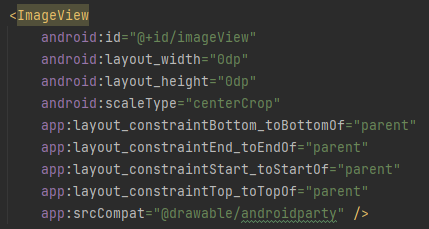 <ImageView
android:id="@+id/imageView"
android:layout_width="0dp"
android:layout_height="0dp"
android:scaleType="centerCrop"
app:layout_constraintBottom_toBottomOf="parent"
app:layout_constraintEnd_toEndOf="parent"
app:layout_constraintStart_toStartOf="parent"
app:layout_constraintTop_toTopOf="parent"
app:srcCompat="@drawable/androidparty" />